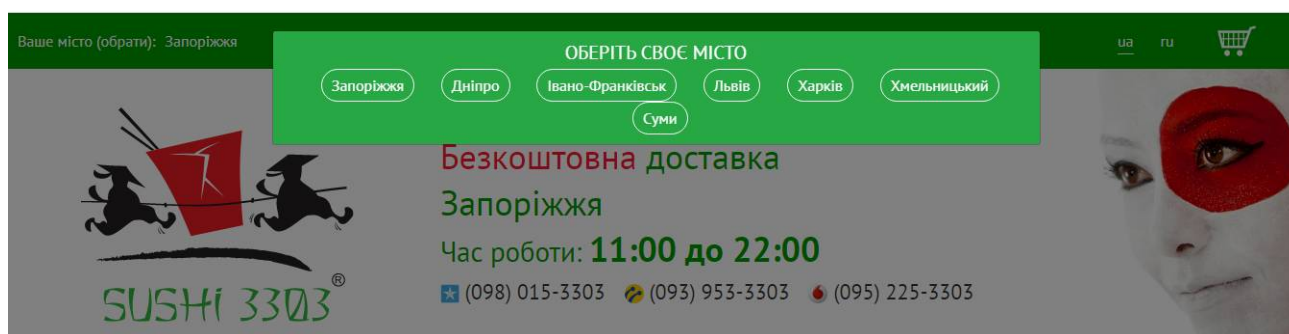 Ваше місто (обрати): Запоріжжя
ua ru
ОБЕРІТЬ СВОЄ МІСТО
Запоріжжя Дніпро Івано-Франківськ Львів Харків Хмельницький
Суми
Безкоштовна доставка
Запоріжжя
Час роботи: 11:00 до 22:00
(098) 015-3303 (093) 953-3303 (095) 225-3303
SUSHi 3303®